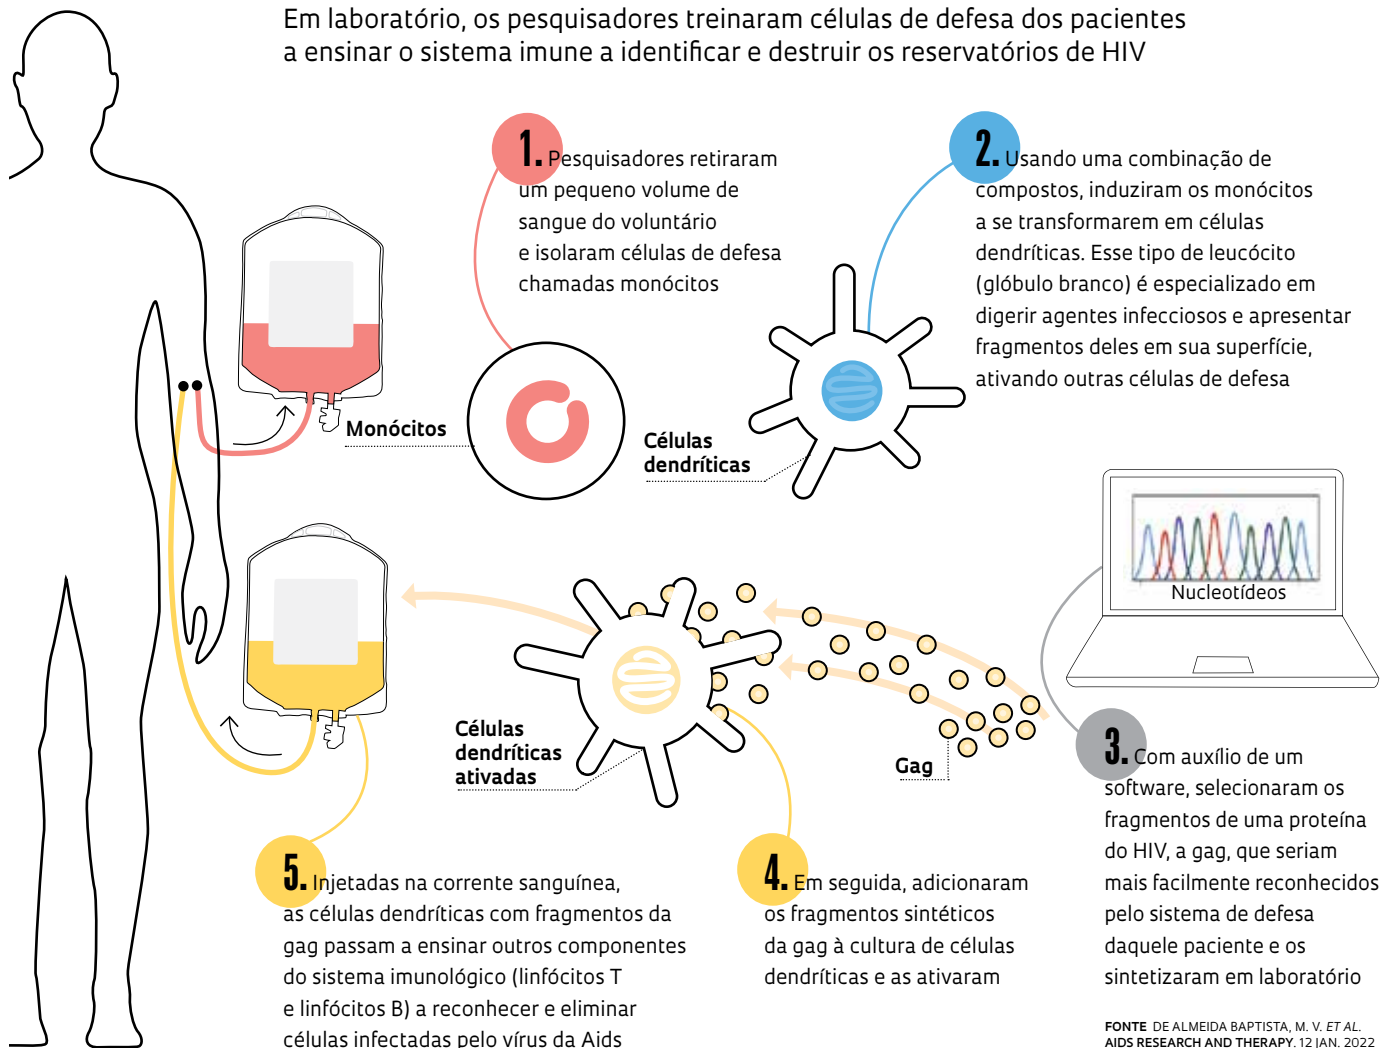 Em laboratório, os pesquisadores treinaram células de defesa dos pacientes
a ensinar o sistema imune a identificar e destruir os reservatórios de HIV
1. Pesquisadores retiraram
um pequeno volume de
sangue do voluntário
e isolaram células de defesa
chamadas monócitos
2. Usando uma combinação de
compostos, induziram os monócitos
a se transformarem em células
dendríticas. Esse tipo de leucócito
(glóbulo branco) é especializado em
digerir agentes infecciosos e apresentar
fragmentos deles em sua superfície,
ativando outras células de defesa
Monócitos
Células
dendríticas
Nucleotídeos
Células
dendríticas
ativadas
Gag
3. Com auxílio de um
software, selecionaram os
fragmentos de uma proteína
do HIV, a gag, que seriam
mais facilmente reconhecidos
pelo sistema de defesa
daquele paciente e os
sintetizaram em laboratório
4. Em seguida, adicionaram
os fragmentos sintéticos
da gag à cultura de células
dendríticas e as ativaram
5. Injetadas na corrente sanguínea,
as células dendríticas com fragmentos da
gag passam a ensinar outros componentes
do sistema imunológico (linfócitos T
e linfócitos B) a reconhecer e eliminar
células infectadas pelo vírus da Aids
FONTE DE ALMEIDA BAPTISTA, M. V. ET AL.
AIDS RESEARCH AND THERAPY. 12 JAN. 2022